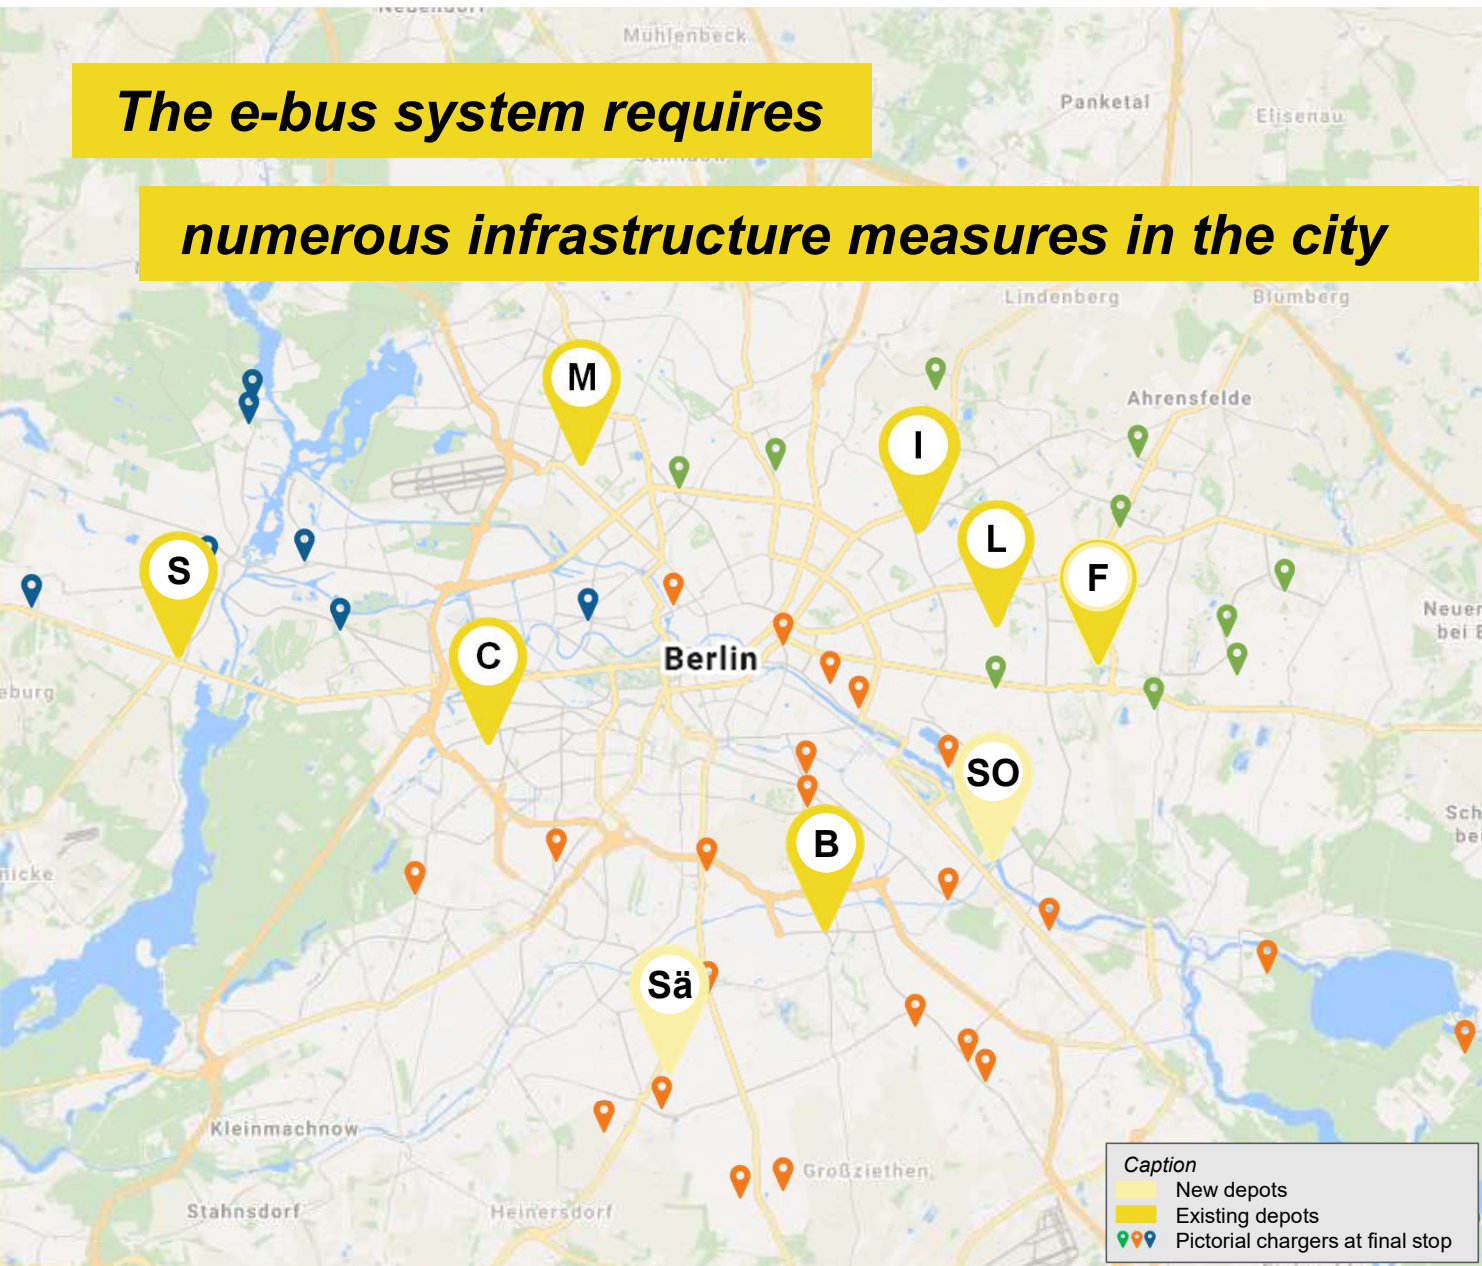 Mühlenbeck
Panketal
Elisenau
The e-bus system requires
numerous infrastructure measures in the city
Lindenberg
Blumberg
M
Ahrensfelde
I
L
S
F
C
Berlin
SO
B
Sä
Kleinmachnow
Großziethen
Stahnsdorf
Heinersdorf
Caption
New depots
Existing depots
Pictorial chargers at final stop